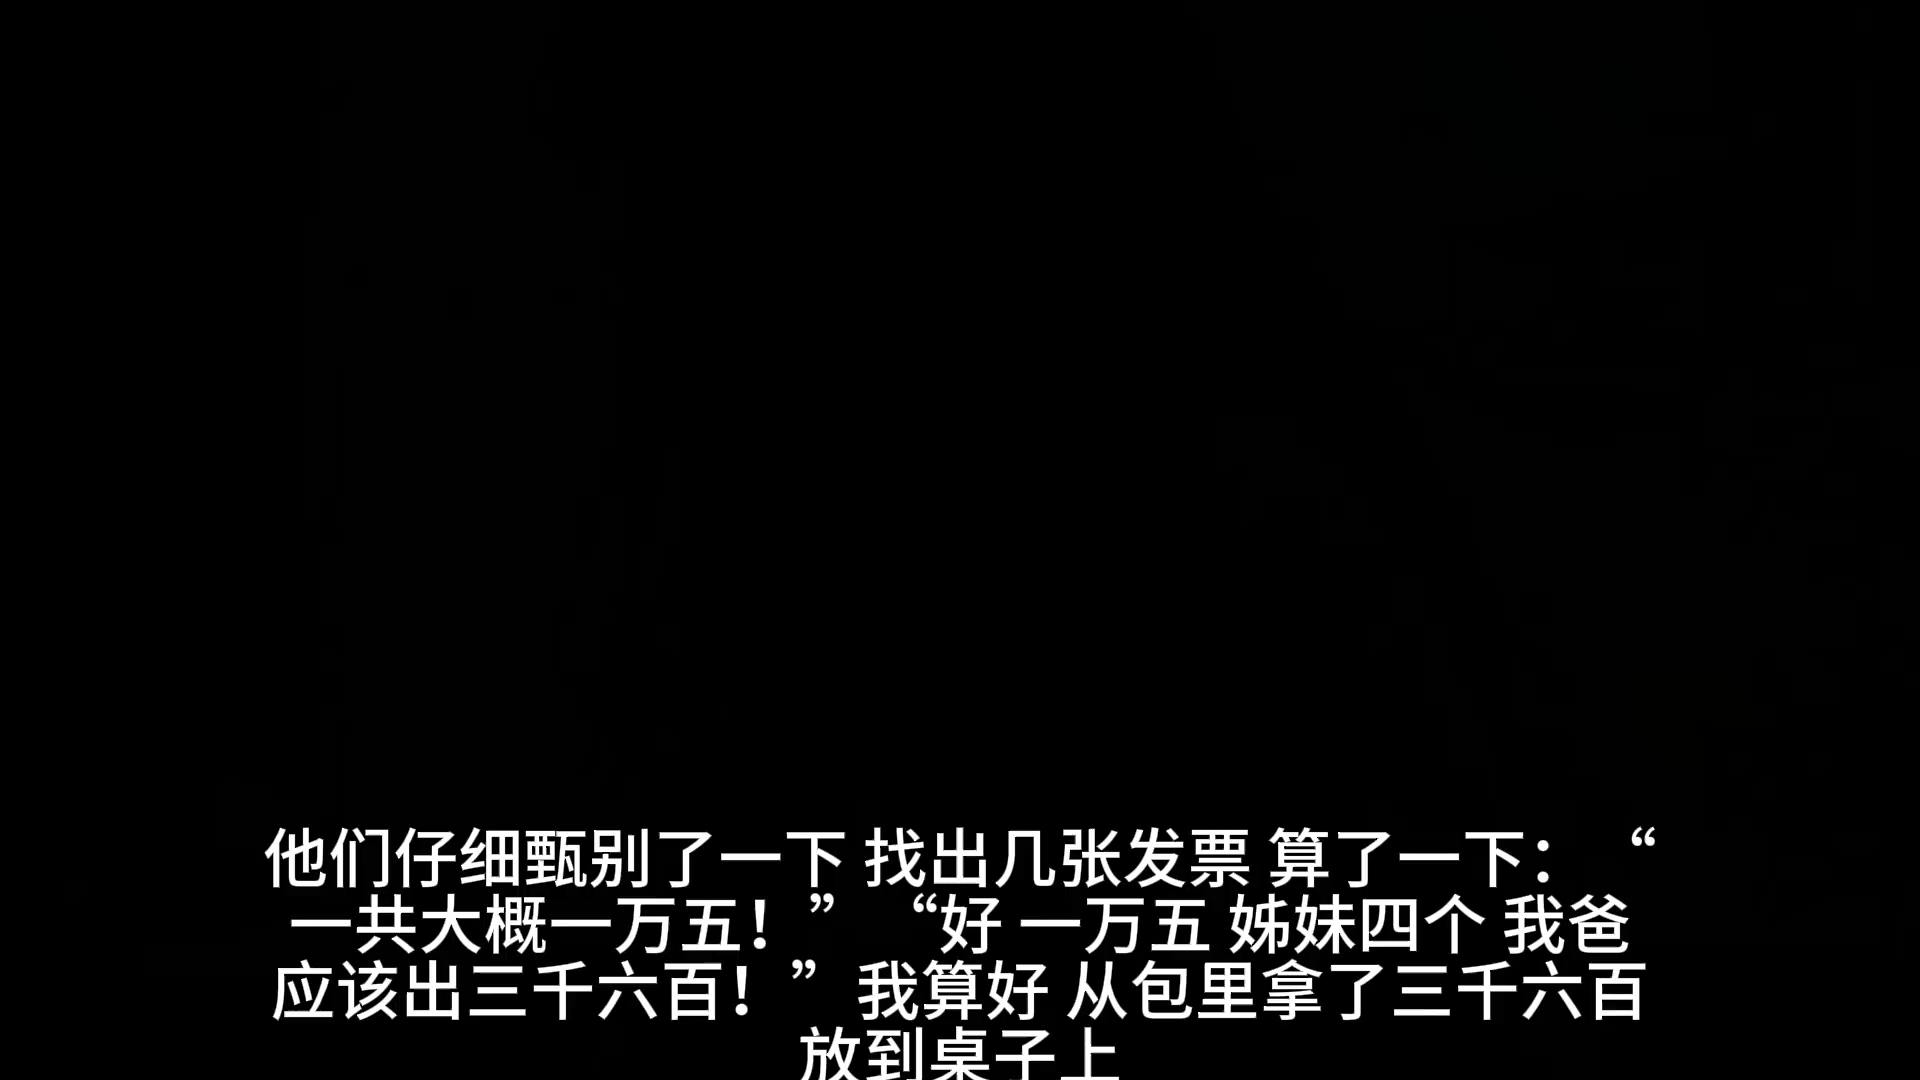 他们仔细甄别了一下 找出几张发票 算了一下：“
一共大概一万五！”“好 一万五 姊妹四个 我爸
应该出三千六百！”我算好 从包里拿了三千六百
放到桌子上